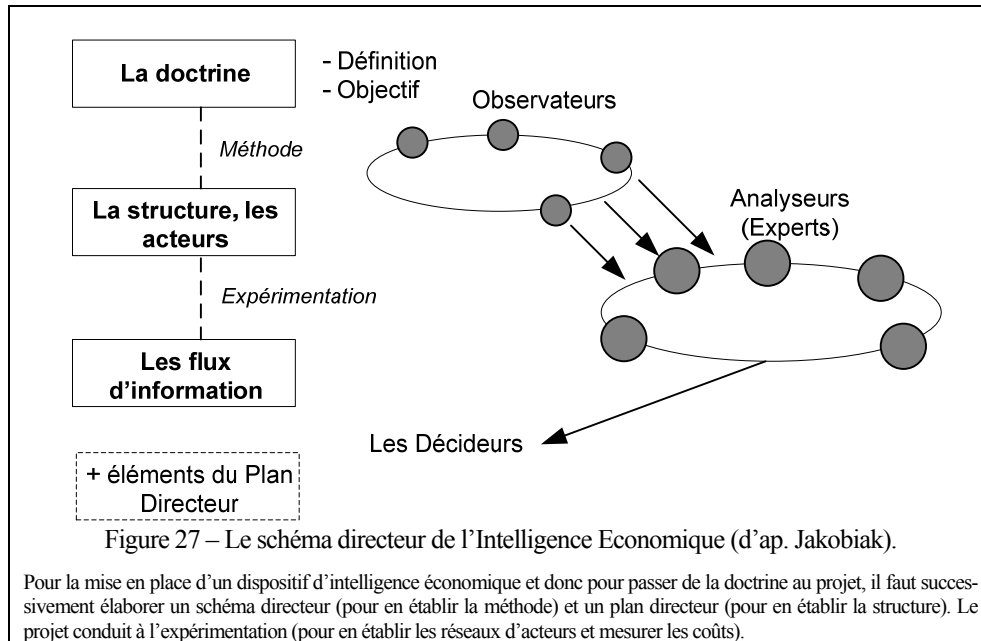 La doctrine
- Définition
- Objectif
Méthode
La structure, les
acteurs
Expérimentation
Les flux
d’information
+ éléments du Plan
Directeur
Observateurs
Analyseurs
(Experts)
Les Décideurs
Figure 27 – Le schéma directeur de l’Intelligence Economique (d’ap. Jakobiak).
Pour la mise en place d’un dispositif d’intelligence économique et donc pour passer de la doctrine au projet, il faut succes-
sivement élaborer un schéma directeur (pour en établir la méthode) et un plan directeur (pour en établir la structure). Le
projet conduit à l’expérimentation (pour en établir les réseaux d’acteurs et mesurer les coûts).